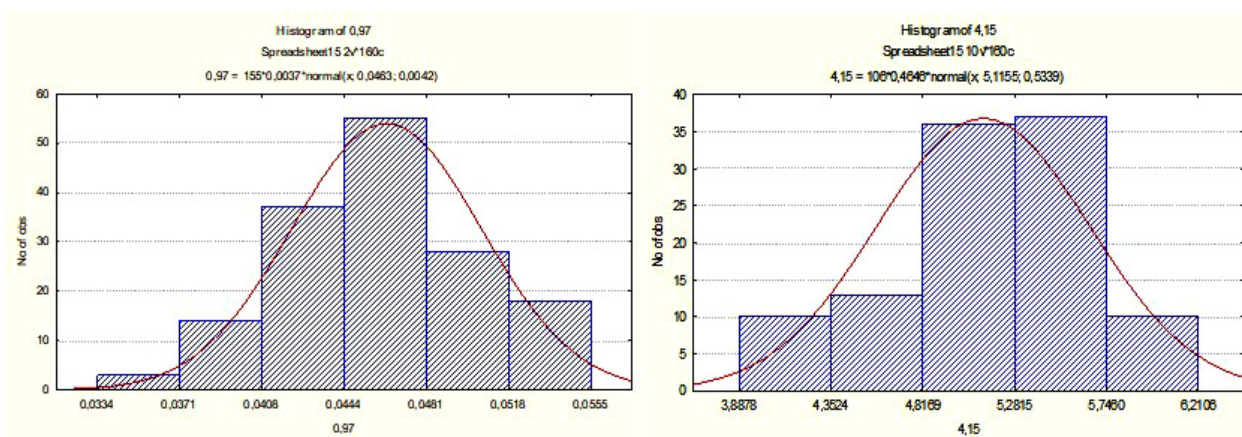 Histogram of 0,97
Spreadsheet15 2v*160c
0,97 = 155*0,0037*normal(x; 0,0463; 0,0042)
60
50
40
30
20
10
0
No of obs
0,0334 0,0371 0,0408 0,0444 0,0481 0,0518 0,0555
0,97
Histogram of 4,15
Spreadsheet15 10v*160c
4,15 = 106*0,4646*normal(x; 5,1155; 0,5339)
40
35
30
25
20
15
10
5
0
No of obs
3,8878 4,3524 4,8169 5,2815 5,7460 6,2106
4,15